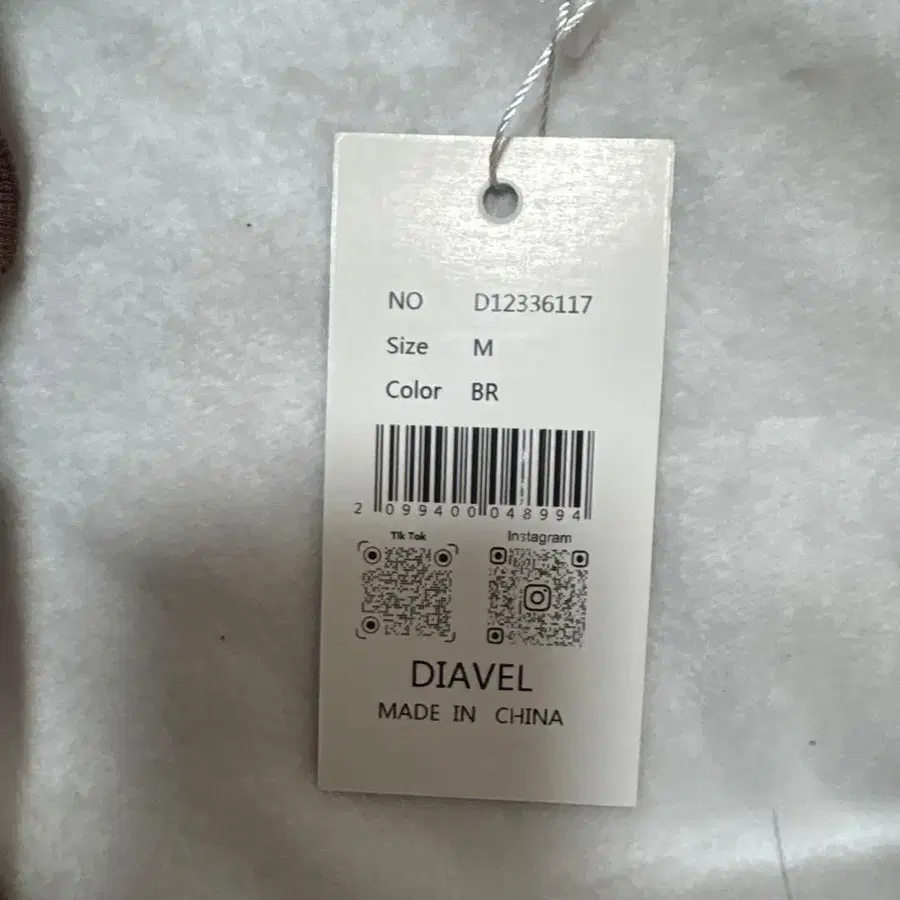 NO D12336117
Size M
Color BR
2 099400 048994
Tik Tok Instagram
DIAVEL
MADE IN CHINA